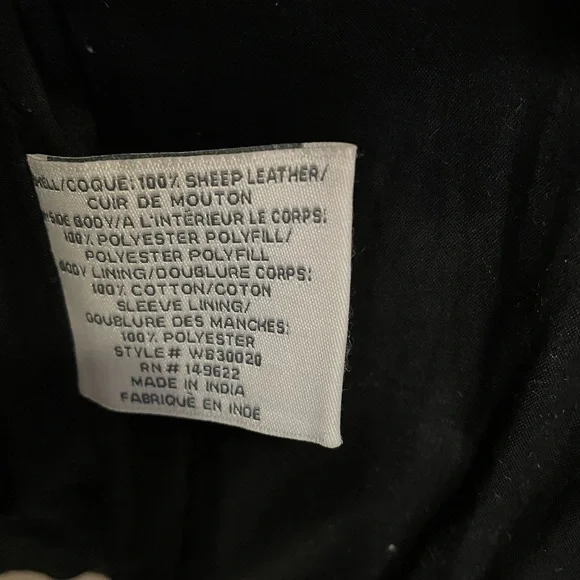 SHELL/COQUE: 100% SHEEP LEATHER/
CUIR DE MOUTON
INSIDE BODY/A L'INTÉRIEUR LE CORPS:
100% POLYESTER POLYFILL/
POLYESTER POLYFILL
BODY LINING/DOUBLURE CORPS:
100% COTTON/COTON
SLEEVE LINING/
DOUBLURE DES MANCHES:
100% POLYESTER
STYLE# WB30020
RN# 149622
MADE IN INDIA
FABRIQUE EN INDE